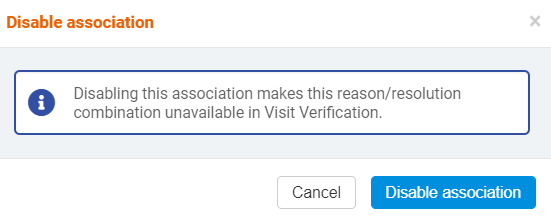 Disable association
×
Disabling this association makes this reason/resolution
combination unavailable in Visit Verification.
Cancel
Disable association